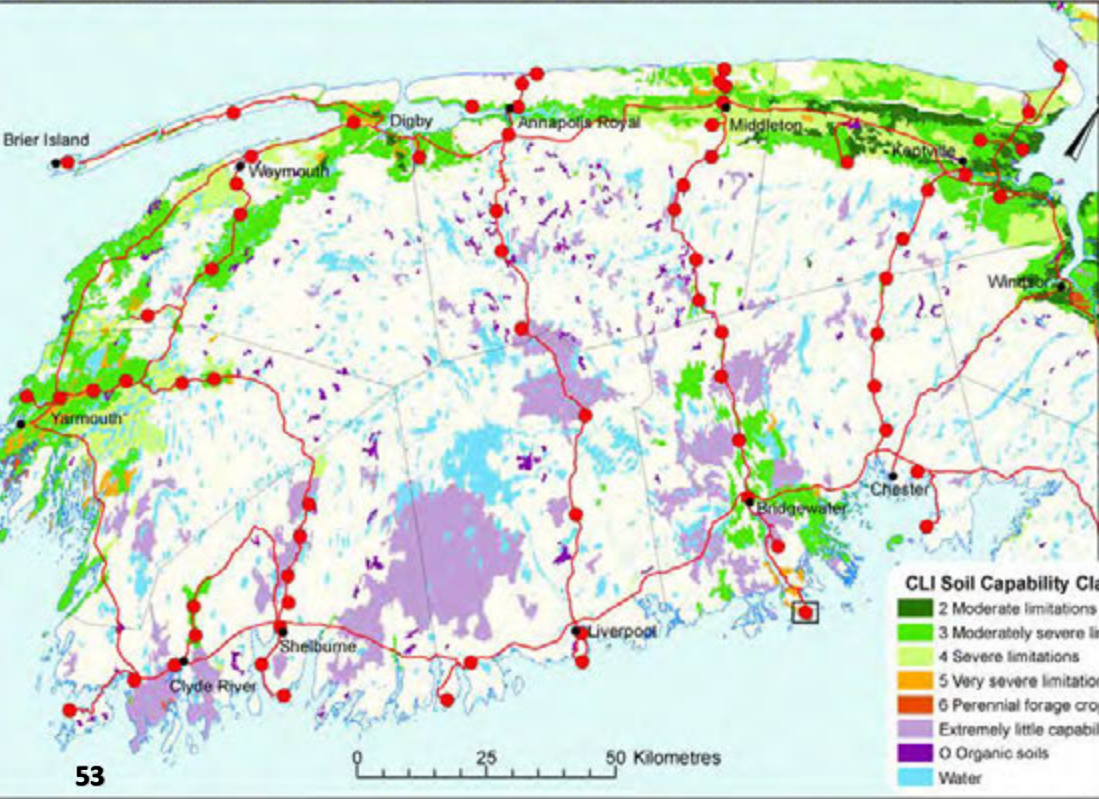 Brier Island
Digby
Annapolis Royal
Middleton
Kentville
Weymouth
Windsor
Yarmouth
Chester
Bridgewater
Liverpool
Shelburne
Clyde River
CLI Soil Capability Cla
2 Moderate limitations
3 Moderately severe li
4 Severe limitations
5 Very severe limitatio
6 Perennial forage cro
Extremely little capabil
O Organic soils
Water
0 25 50 Kilometres
53